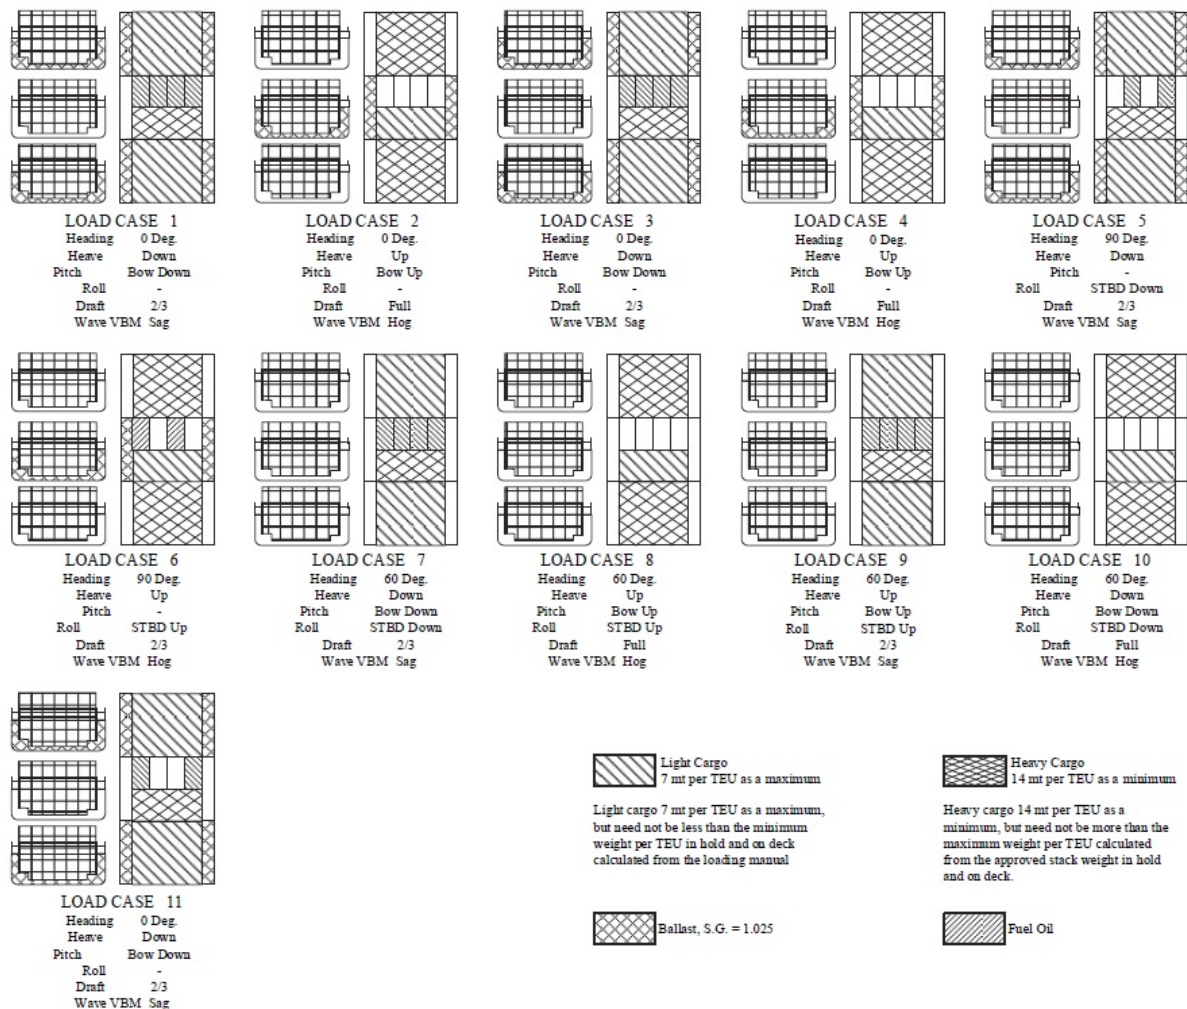 LOAD CASE 1
Heading 0 Deg.
Heave Down
Pitch Bow Down
Roll -
Draft 2/3
Wave VBM Sag
LOAD CASE 2
Heading 0 Deg.
Heave Up
Pitch Bow Up
Roll -
Draft Full
Wave VBM Hog
LOAD CASE 3
Heading 0 Deg.
Heave Down
Pitch Bow Down
Roll -
Draft 2/3
Wave VBM Sag
LOAD CASE 4
Heading 0 Deg.
Heave Up
Pitch Bow Up
Roll -
Draft Full
Wave VBM Hog
LOAD CASE 5
Heading 90 Deg.
Heave Down
Pitch -
Roll STBD Down
Draft 2/3
Wave VBM Sag
LOAD CASE 6
Heading 90 Deg.
Heave Up
Pitch -
Roll STBD Up
Draft 2/3
Wave VBM Hog
LOAD CASE 7
Heading 60 Deg.
Heave Down
Pitch Bow Down
Roll STBD Down
Draft 2/3
Wave VBM Sag
LOAD CASE 8
Heading 60 Deg.
Heave Up
Pitch Bow Up
Roll STBD Up
Draft Full
Wave VBM Hog
LOAD CASE 9
Heading 60 Deg.
Heave Up
Pitch Bow Up
Roll STBD Up
Draft 2/3
Wave VBM Sag
LOAD CASE 10
Heading 60 Deg.
Heave Down
Pitch Bow Down
Roll STBD Down
Draft Full
Wave VBM Hog
LOAD CASE 11
Heading 0 Deg.
Heave Down
Pitch Bow Down
Roll -
Draft 2/3
Wave VBM Sag
Light Cargo
7 mt per TEU as a maximum
Light cargo 7 mt per TEU as a maximum,
but need not be less than the minimum
weight per TEU in hold and on deck
calculated from the loading manual
Heavy Cargo
14 mt per TEU as a minimum
Heavy cargo 14 mt per TEU as a
minimum, but need not be more than the
maximum weight per TEU calculated
from the approved stack weight in hold
and on deck.
Ballast, S.G. = 1.025
Fuel Oil